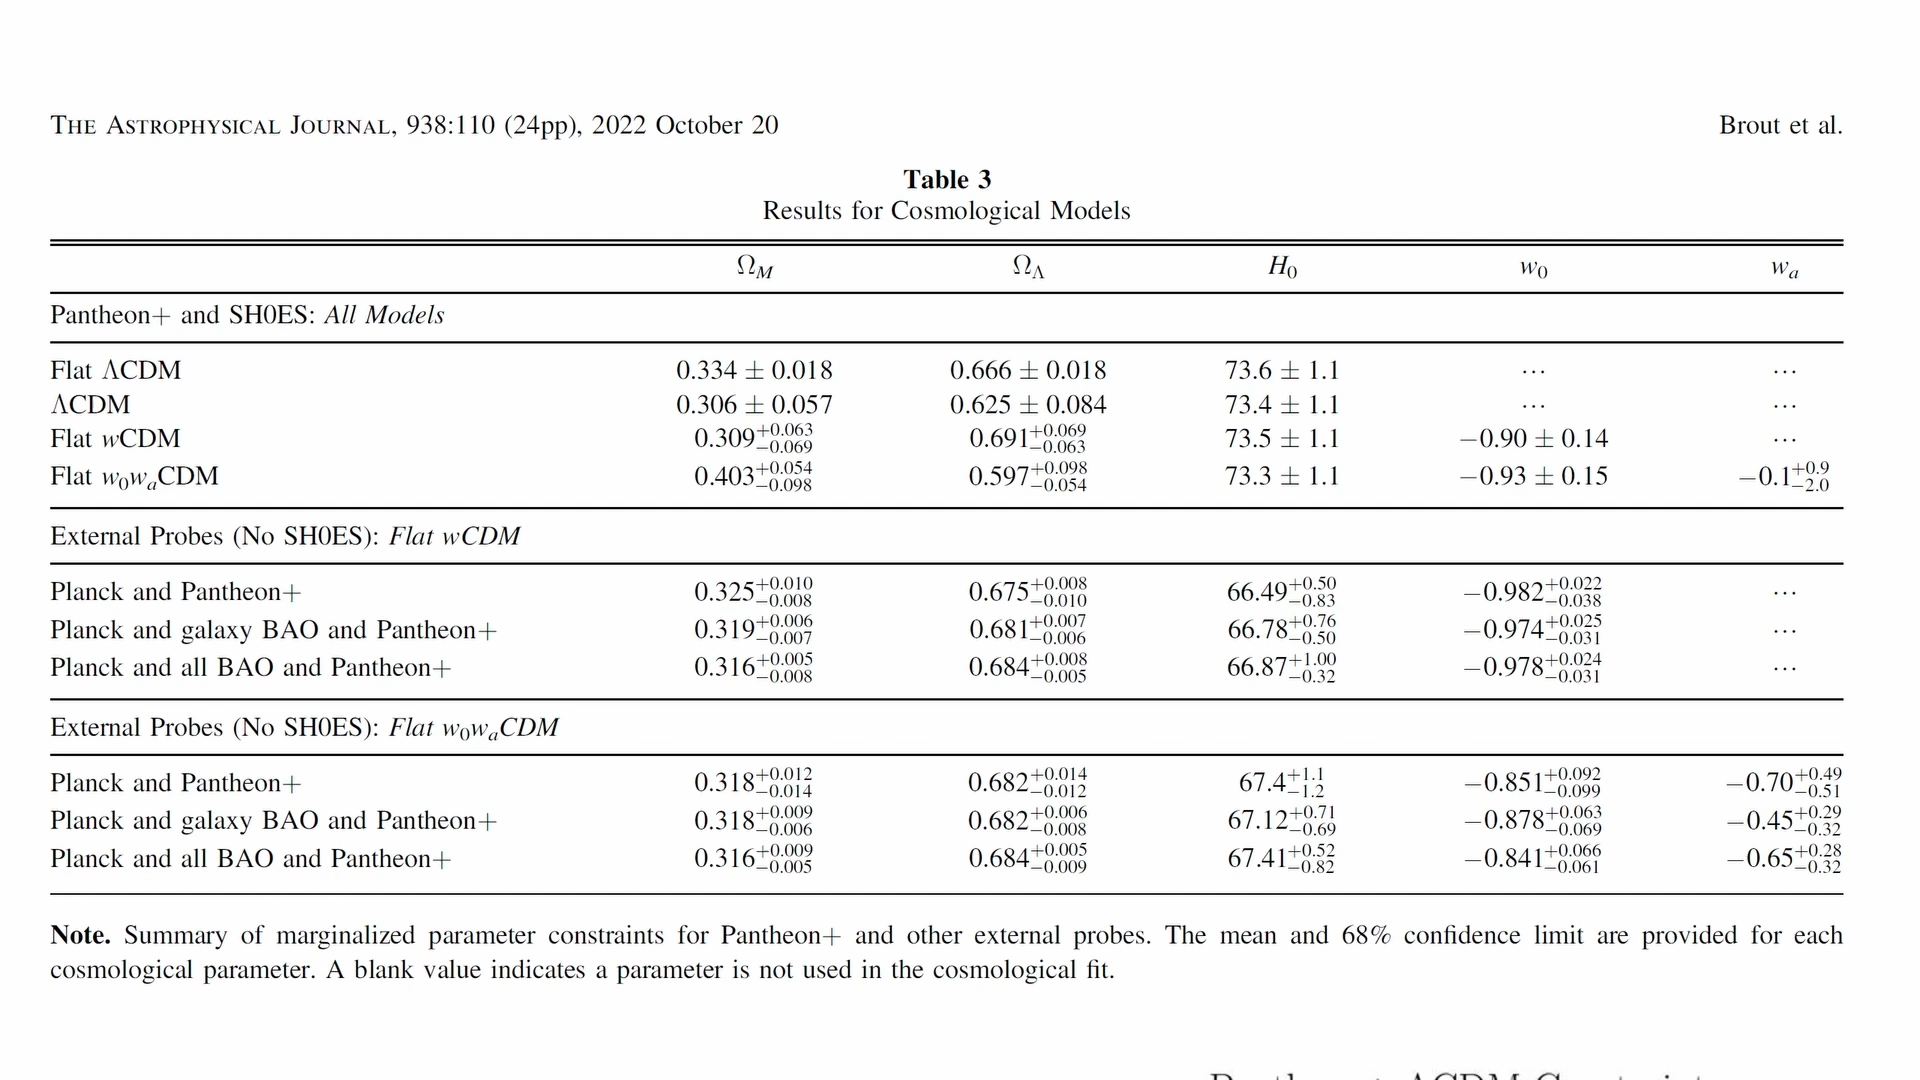 THE ASTROPHYSICAL JOURNAL, 938:110 (24pp), 2022 October 20 Brout et al.
Table 3
Results for Cosmological Models
Ω_M Ω_Λ H_0 w_0 w_a
Pantheon+ and SH0ES: All Models
Flat ΛCDM 0.334 ± 0.018 0.666 ± 0.018 73.6 ± 1.1 ⋯ ⋯
ΛCDM 0.306 ± 0.057 0.625 ± 0.084 73.4 ± 1.1 ⋯ ⋯
Flat wCDM 0.309^{+0.063}_{−0.069} 0.691^{+0.069}_{−0.063} 73.5 ± 1.1 −0.90 ± 0.14 ⋯
Flat w_0w_aCDM 0.403^{+0.054}_{−0.098} 0.597^{+0.098}_{−0.054} 73.3 ± 1.1 −0.93 ± 0.15 −0.1^{+0.9}_{−2.0}
External Probes (No SH0ES): Flat wCDM
Planck and Pantheon+ 0.325^{+0.010}_{−0.008} 0.675^{+0.008}_{−0.010} 66.49^{+0.50}_{−0.83} −0.982^{+0.022}_{−0.038} ⋯
Planck and galaxy BAO and Pantheon+ 0.319^{+0.006}_{−0.007} 0.681^{+0.007}_{−0.006} 66.78^{+0.76}_{−0.50} −0.974^{+0.025}_{−0.031} ⋯
Planck and all BAO and Pantheon+ 0.316^{+0.005}_{−0.008} 0.684^{+0.008}_{−0.005} 66.87^{+1.00}_{−0.32} −0.978^{+0.024}_{−0.031} ⋯
External Probes (No SH0ES): Flat w_0w_aCDM
Planck and Pantheon+ 0.318^{+0.012}_{−0.014} 0.682^{+0.014}_{−0.012} 67.4^{+1.1}_{−1.2} −0.851^{+0.092}_{−0.099} −0.70^{+0.49}_{−0.51}
Planck and galaxy BAO and Pantheon+ 0.318^{+0.009}_{−0.006} 0.682^{+0.006}_{−0.008} 67.12^{+0.71}_{−0.69} −0.878^{+0.063}_{−0.069} −0.45^{+0.29}_{−0.32}
Planck and all BAO and Pantheon+ 0.316^{+0.009}_{−0.005} 0.684^{+0.005}_{−0.009} 67.41^{+0.52}_{−0.82} −0.841^{+0.066}_{−0.061} −0.65^{+0.28}_{−0.32}
Note. Summary of marginalized parameter constraints for Pantheon+ and other external probes. The mean and 68% confidence limit are provided for each
cosmological parameter. A blank value indicates a parameter is not used in the cosmological fit.